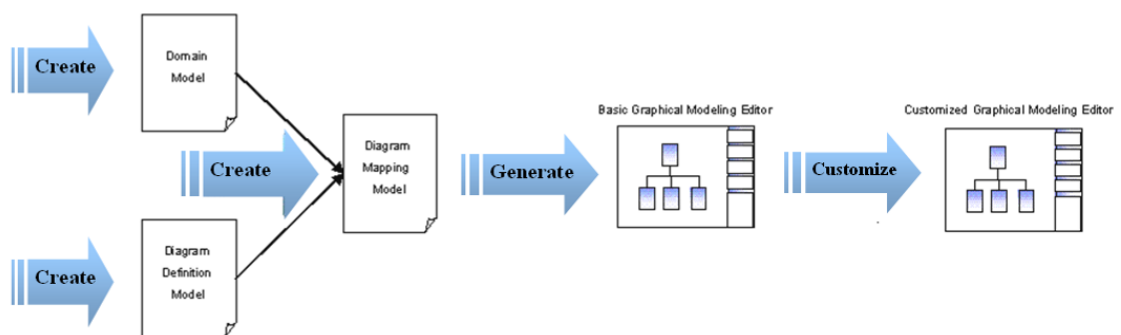 Create
Domain
Model
Create
Diagram
Mapping
Model
Create
Diagram
Definition
Model
Generate
Basic Graphical Modeling Editor
Customize
Customized Graphical Modeling Editor